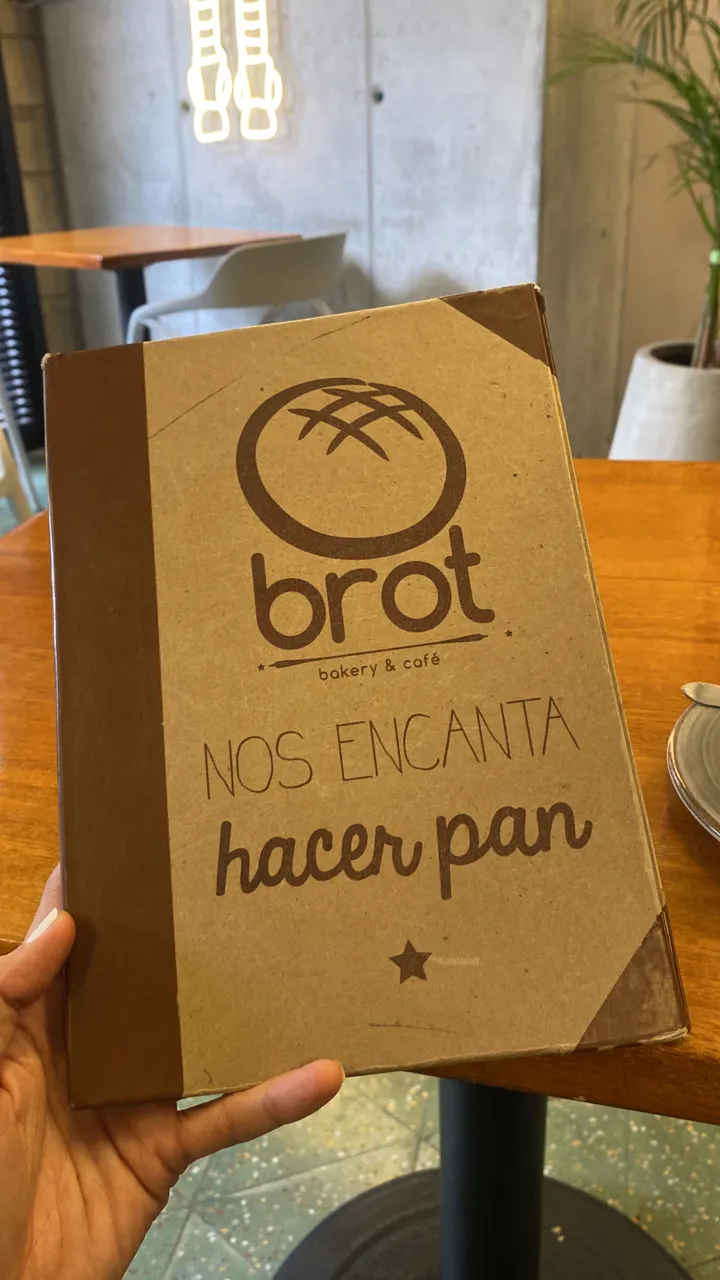 brot
bakery & café
NOS ENCANTA
hacer pan